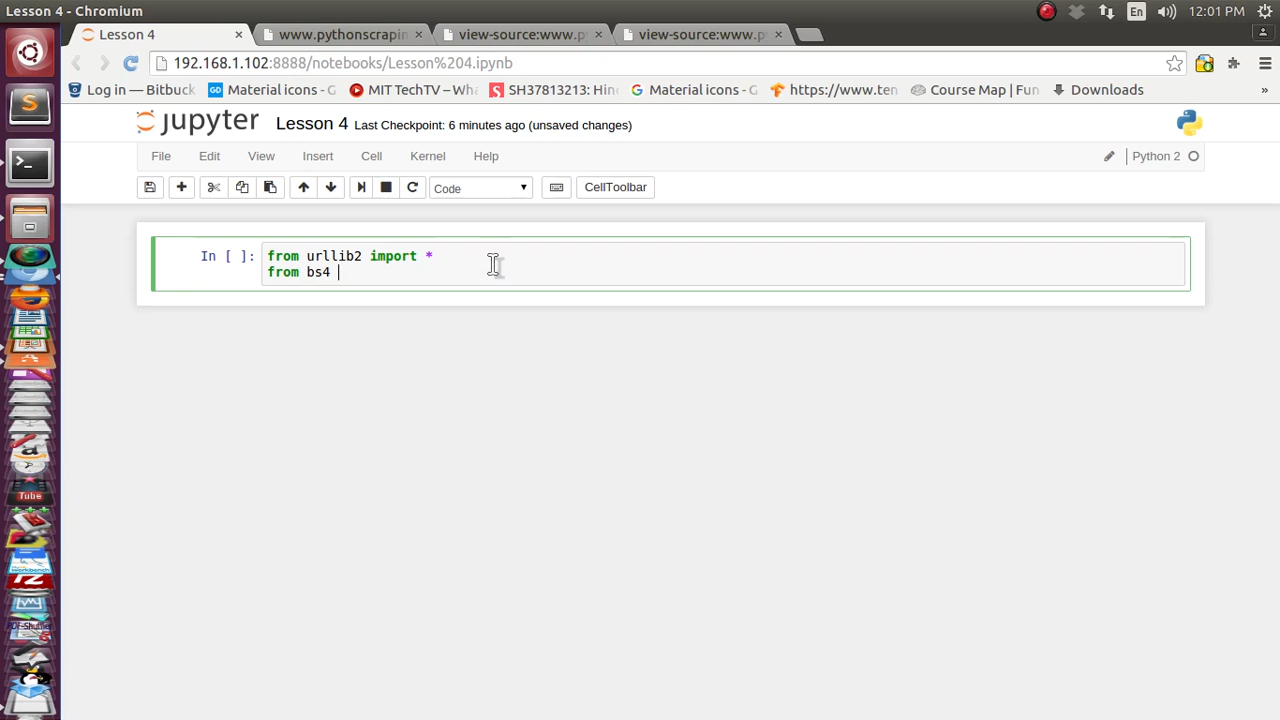 Lesson 4 - Chromium
En
12:01 PM
Lesson 4
www.pythonscrapin
view-source:www.p
view-source:www.p
192.168.1.102:8888/notebooks/Lesson%204.ipynb
Log in — Bitbuck
Material icons - G
MIT TechTV – Wha
SH37813213: Hin
Material icons - G
https://www.ten
Course Map | Fun
Downloads
»
jupyter Lesson 4 Last Checkpoint: 6 minutes ago (unsaved changes)
File Edit View Insert Cell Kernel Help
Python 2
Code
CellToolbar
In [ ]: from urllib2 import *
from bs4
Tube